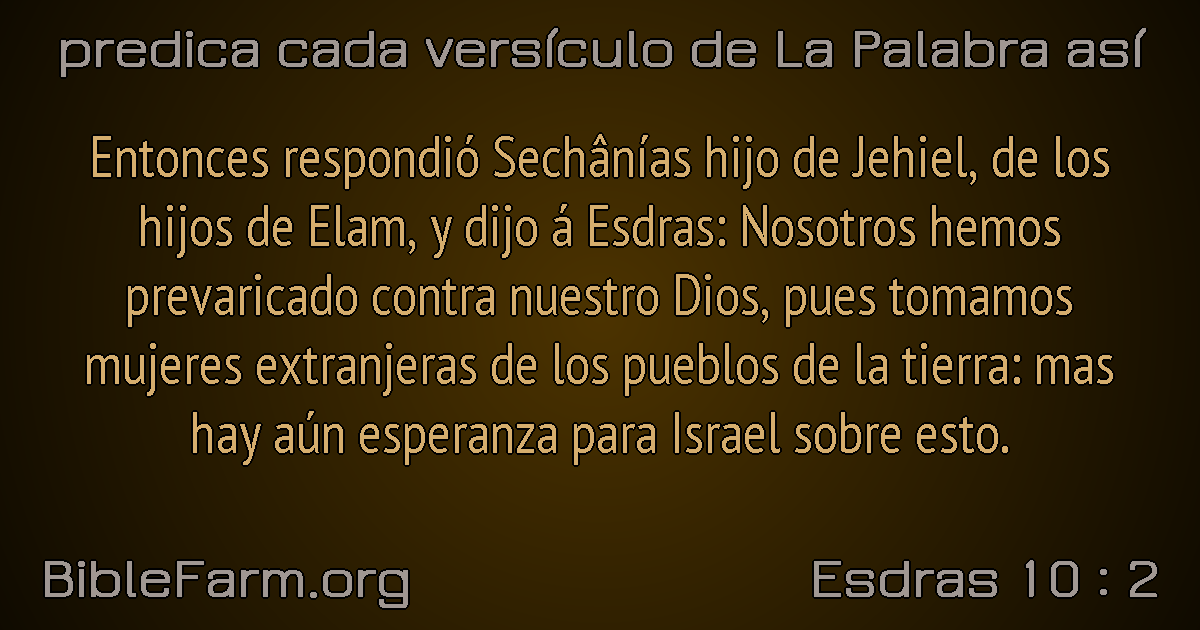 predica cada versículo de La Palabra así
Entonces respondió Sechânías hijo de Jehiel, de los
hijos de Elam, y dijo á Esdras: Nosotros hemos
prevaricado contra nuestro Dios, pues tomamos
mujeres extranjeras de los pueblos de la tierra: mas
hay aún esperanza para Israel sobre esto.
BibleFarm.org
Esdras 10 : 2